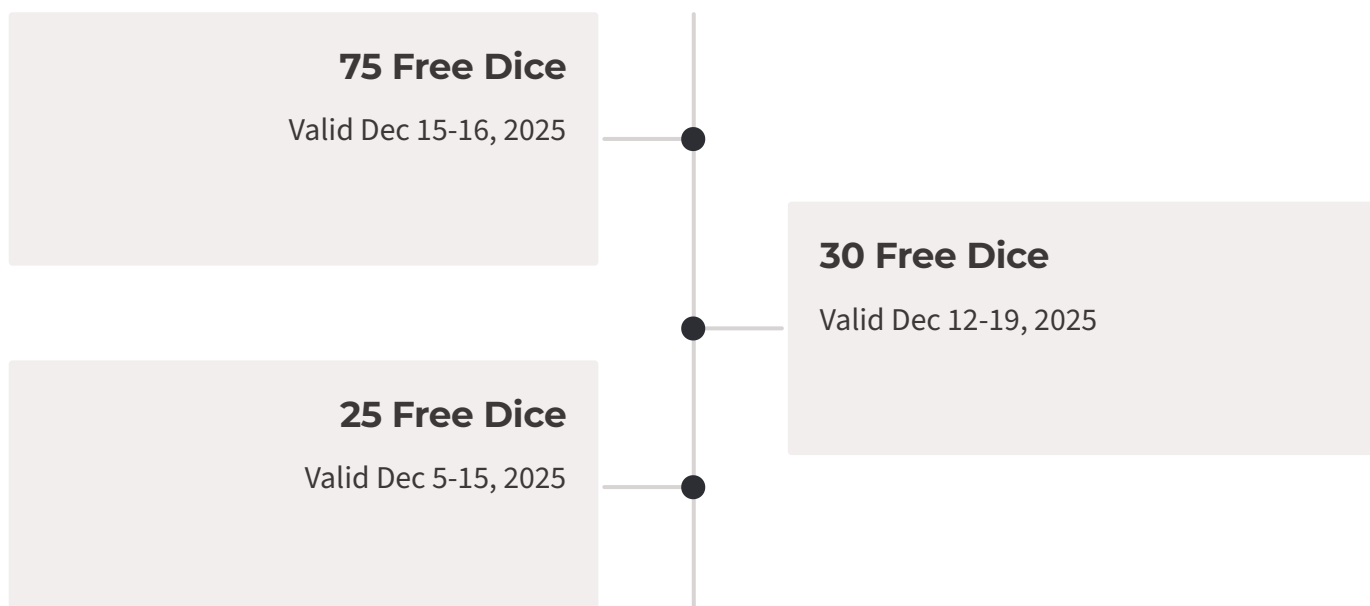 75 Free Dice
Valid Dec 15-16, 2025
30 Free Dice
Valid Dec 12-19, 2025
25 Free Dice
Valid Dec 5-15, 2025